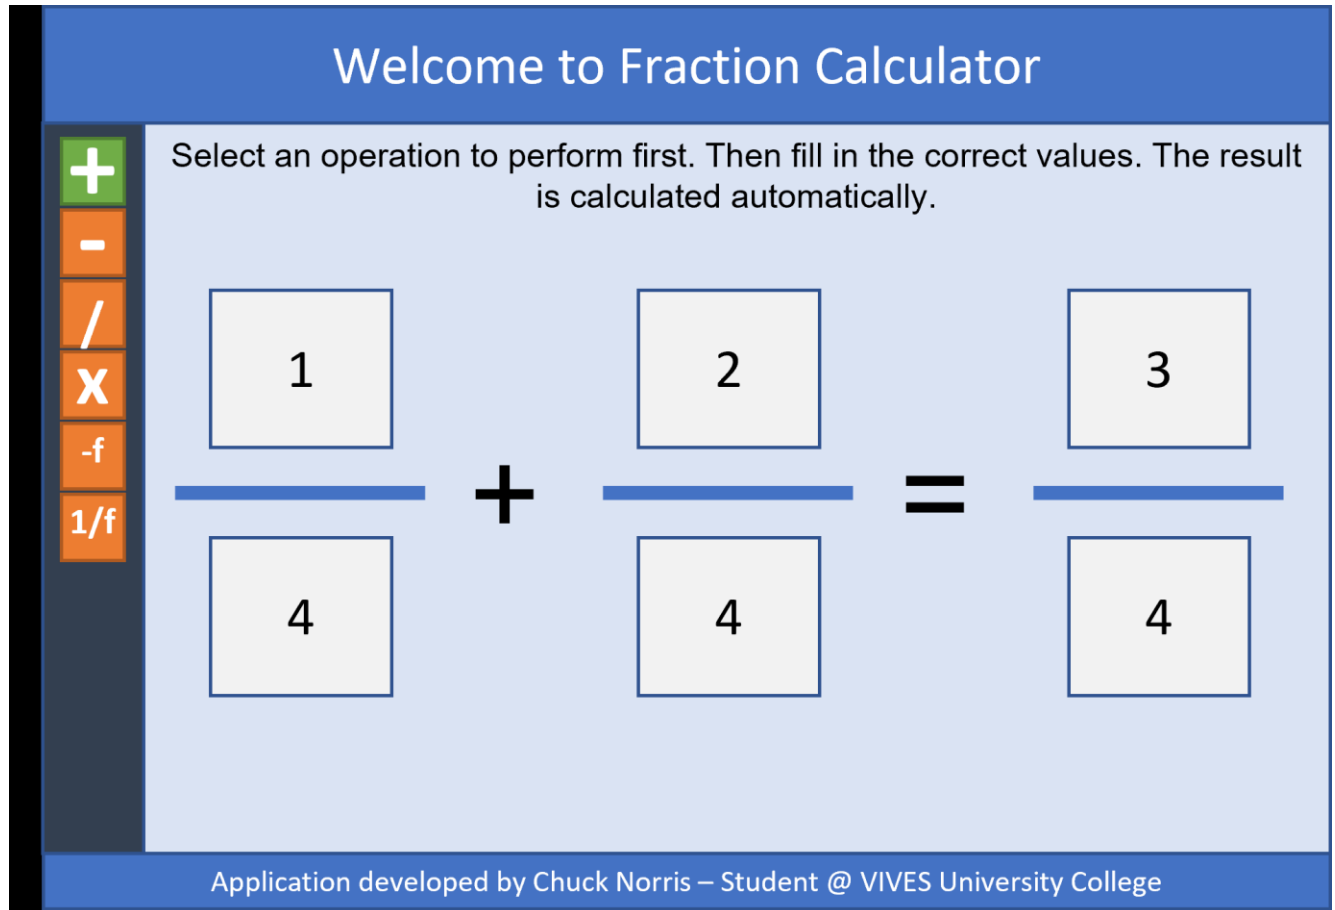 Welcome to Fraction Calculator
Select an operation to perform first. Then fill in the correct values. The result
is calculated automatically.
+
-
/
X
-f
1/f
1 2 3
+ =
4 4 4
Application developed by Chuck Norris – Student @ VIVES University College